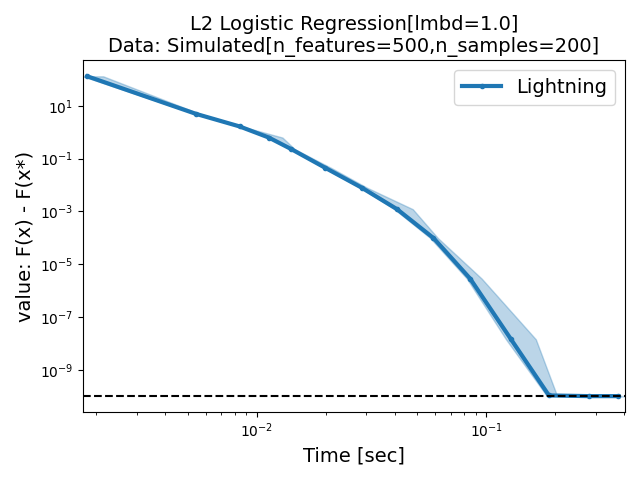 L2 Logistic Regression[lmbd=1.0]
Data: Simulated[n_features=500,n_samples=200]
Lightning
value: F(x) - F(x*)
10^1
10^-1
10^-3
10^-5
10^-7
10^-9
10^-2
10^-1
Time [sec]